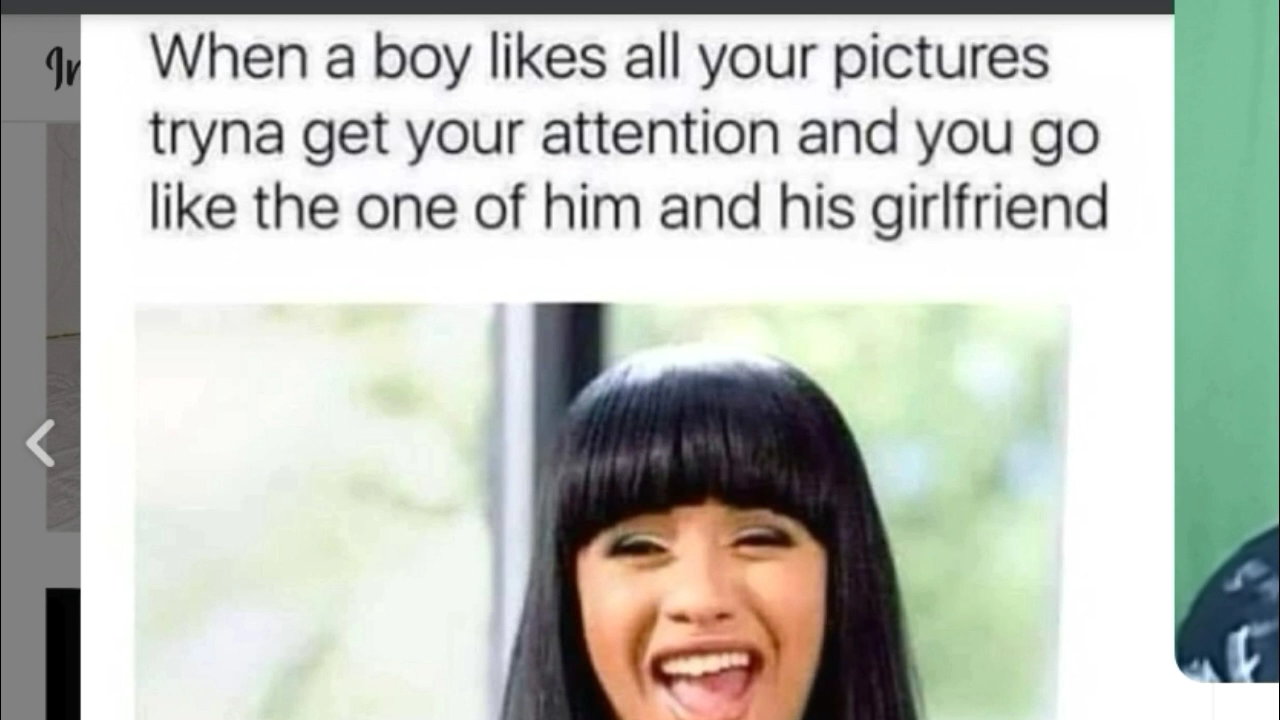 When a boy likes all your pictures
tryna get your attention and you go
like the one of him and his girlfriend